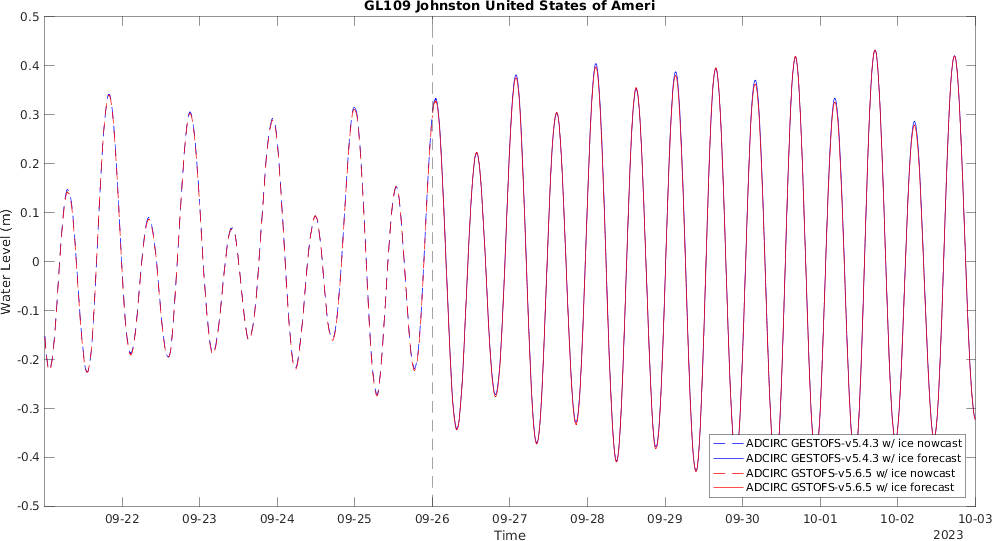 GL109 Johnston United States of Ameri
0.5
0.4
0.3
0.2
0.1
0
-0.1
-0.2
-0.3
-0.4
-0.5
Water Level (m)
ADCIRC GESTOFS-v5.4.3 w/ ice nowcast
ADCIRC GESTOFS-v5.4.3 w/ ice forecast
ADCIRC GSTOFS-v5.6.5 w/ ice nowcast
ADCIRC GSTOFS-v5.6.5 w/ ice forecast
09-22 09-23 09-24 09-25 09-26 09-27 09-28 09-29 09-30 10-01 10-02 10-03
Time
2023